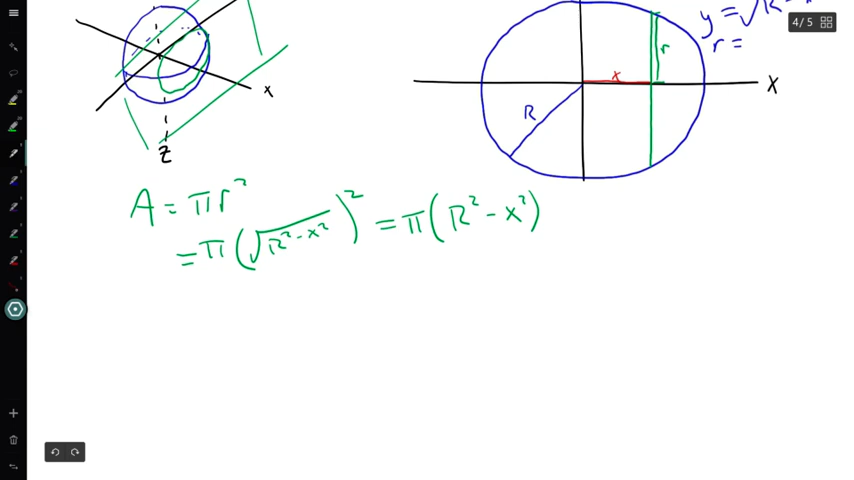 4/5
r =
r
x
X
R
x
Z
A = πr²
= π(√R²-x²)² = π(R²-x²)